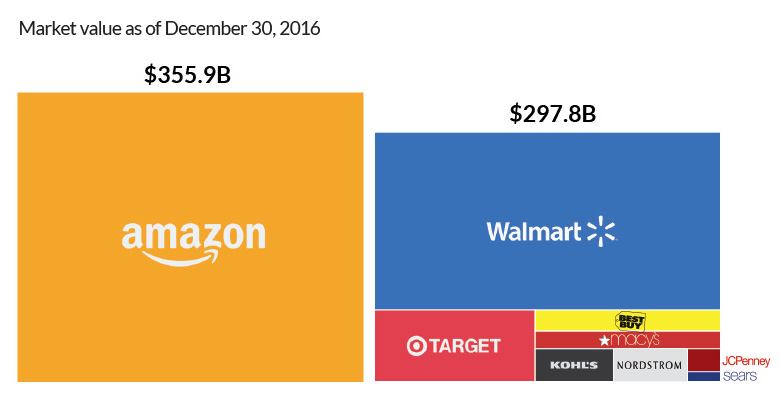 Market value as of December 30, 2016
$355.9B
$297.8B
amazon
Walmart
TARGET
BEST
BUY
macy's
KOHL'S
NORDSTROM
JCPenney
sears